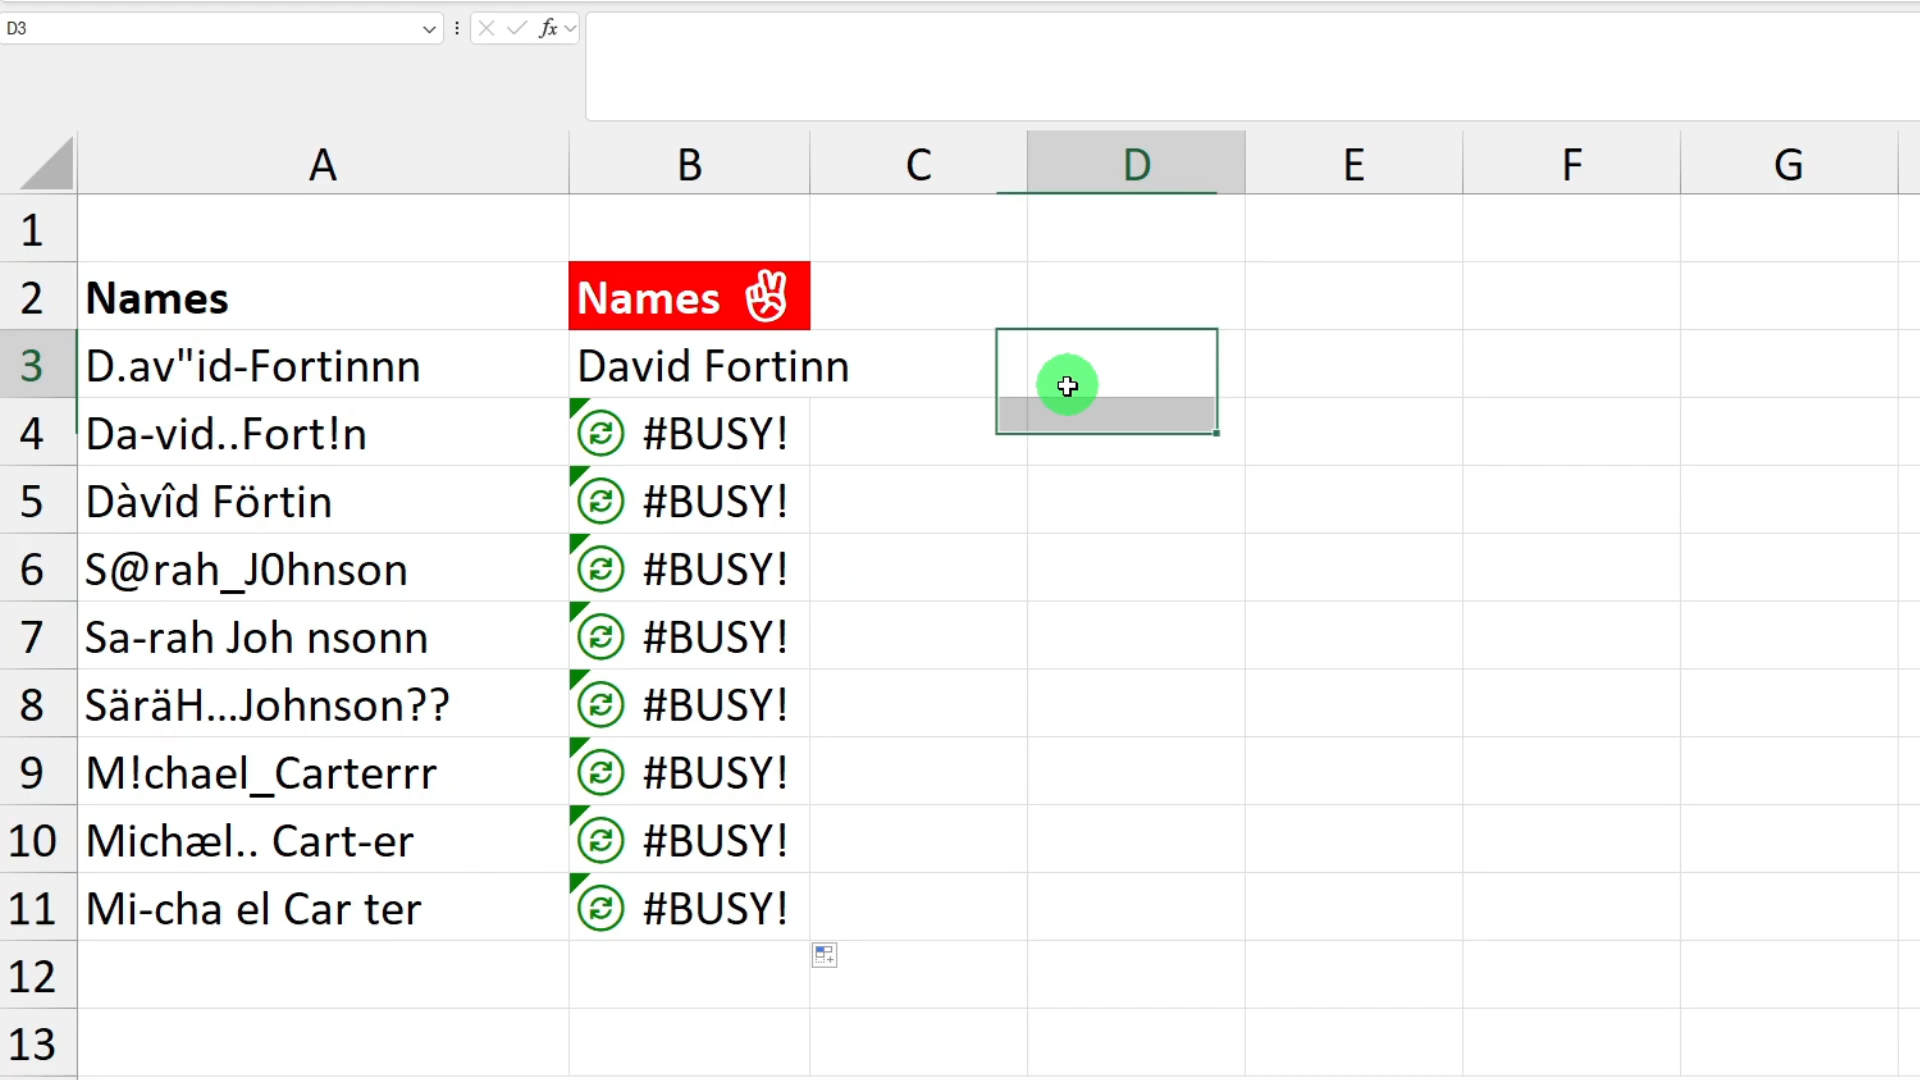 D3
fx
A B C D E F G
1
2 Names Names ✌
3 D.av"id-Fortinnn David Fortinn
4 Da-vid..Fort!n #BUSY!
5 Dàvîd Förtin #BUSY!
6 S@rah_J0hnson #BUSY!
7 Sa-rah Joh nsonn #BUSY!
8 SäräH...Johnson?? #BUSY!
9 M!chael_Carterrr #BUSY!
10 Michæl.. Cart-er #BUSY!
11 Mi-cha el Car ter #BUSY!
12
13